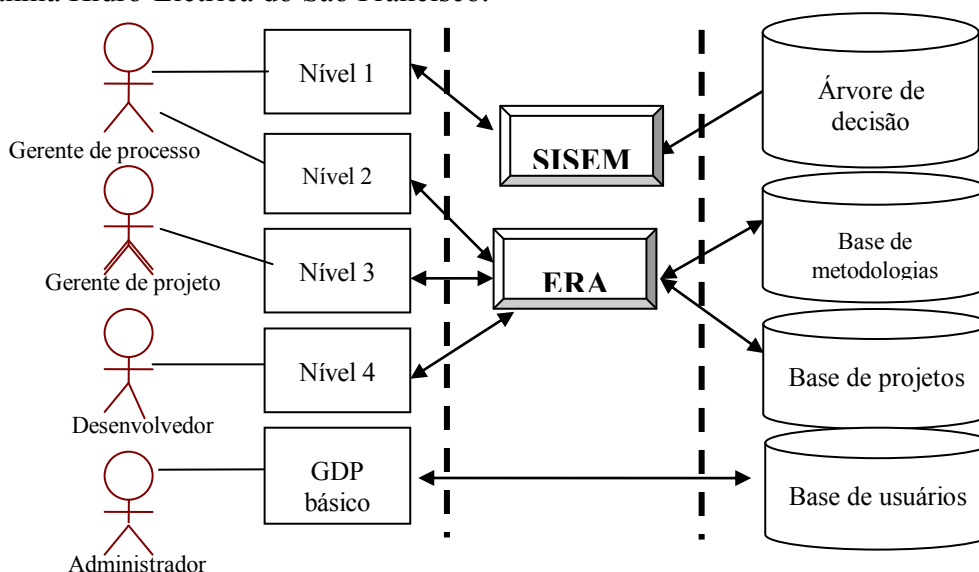 Nível 1
Gerente de processo
Nível 2
Nível 3
Gerente de projeto
Nível 4
Desenvolvedor
GDP
básico
Administrador
SISEM
ERA
Árvore de
decisão
Base de
metodologias
Base de projetos
Base de usuários